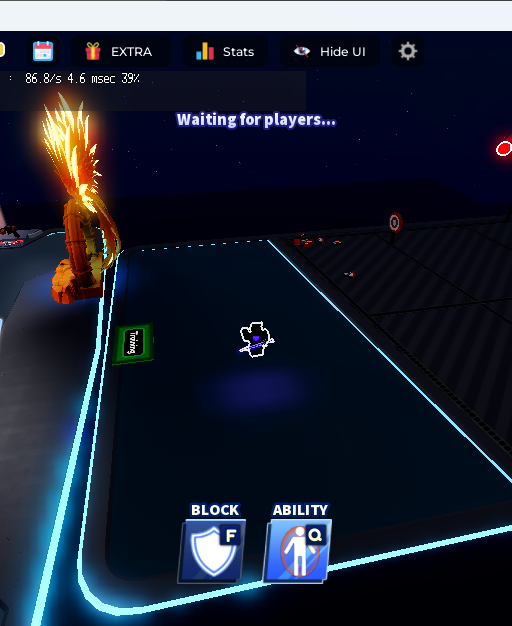 EXTRA
Stats
Hide UI
: 86.8/s 4.6 msec 39%
Waiting for players...
Training
BLOCK
ABILITY
F
Q